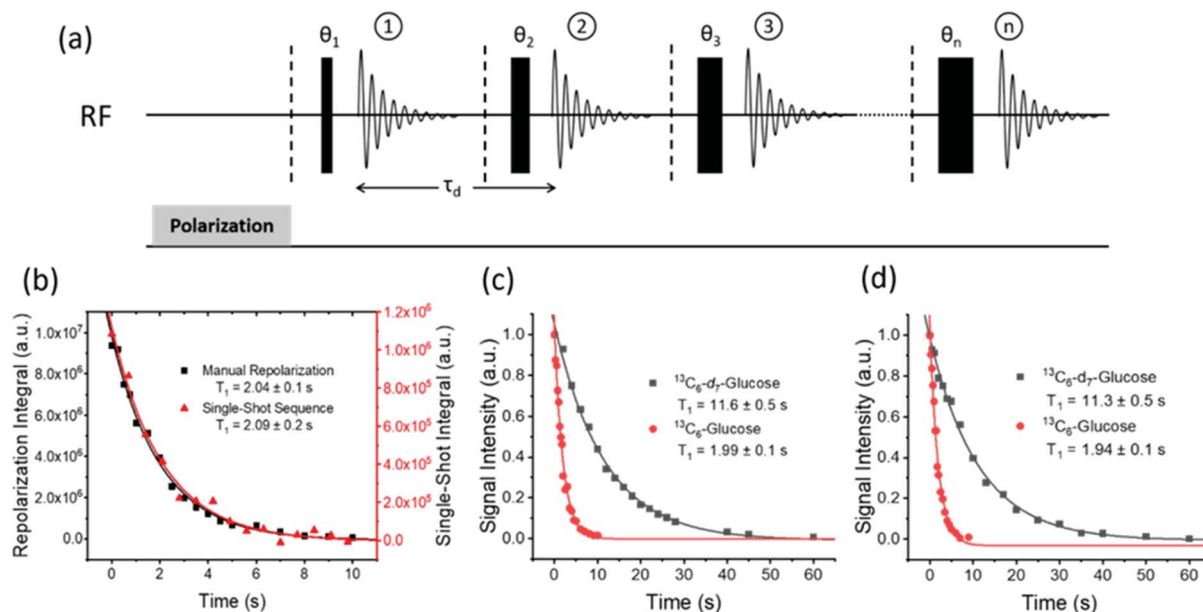 (a)
θ1 ① θ2 ② θ3 ③ θn ⓝ
RF
τd
Polarization
(b)
Repolarization Integral (a.u.)
1.0x10^7
8.0x10^6
6.0x10^6
4.0x10^6
2.0x10^6
0.0
Manual Repolarization
T1 = 2.04 ± 0.1 s
Single-Shot Sequence
T1 = 2.09 ± 0.2 s
1.2x10^6
1.0x10^6
8.0x10^5
6.0x10^5
4.0x10^5
2.0x10^5
0.0
Single-Shot Integral (a.u.)
0 2 4 6 8 10
Time (s)
(c)
Signal Intensity (a.u.)
1.0
0.8
0.6
0.4
0.2
0.0
¹³C₆-d₇-Glucose
T1 = 11.6 ± 0.5 s
¹³C₆-Glucose
T1 = 1.99 ± 0.1 s
0 10 20 30 40 50 60
Time (s)
(d)
Signal Intensity (a.u.)
1.0
0.8
0.6
0.4
0.2
0.0
¹³C₆-d₇-Glucose
T1 = 11.3 ± 0.5 s
¹³C₆-Glucose
T1 = 1.94 ± 0.1 s
0 10 20 30 40 50 60
Time (s)